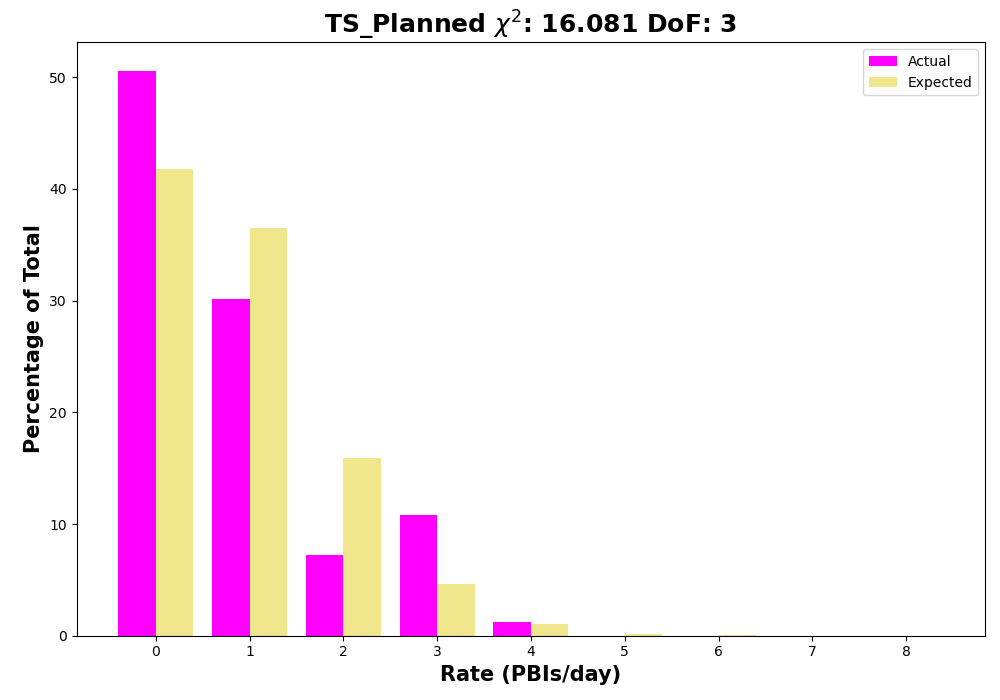 TS_Planned χ²: 16.081 DoF: 3
Actual
Expected
Percentage of Total
50
40
30
20
10
0
0 1 2 3 4 5 6 7 8
Rate (PBIs/day)